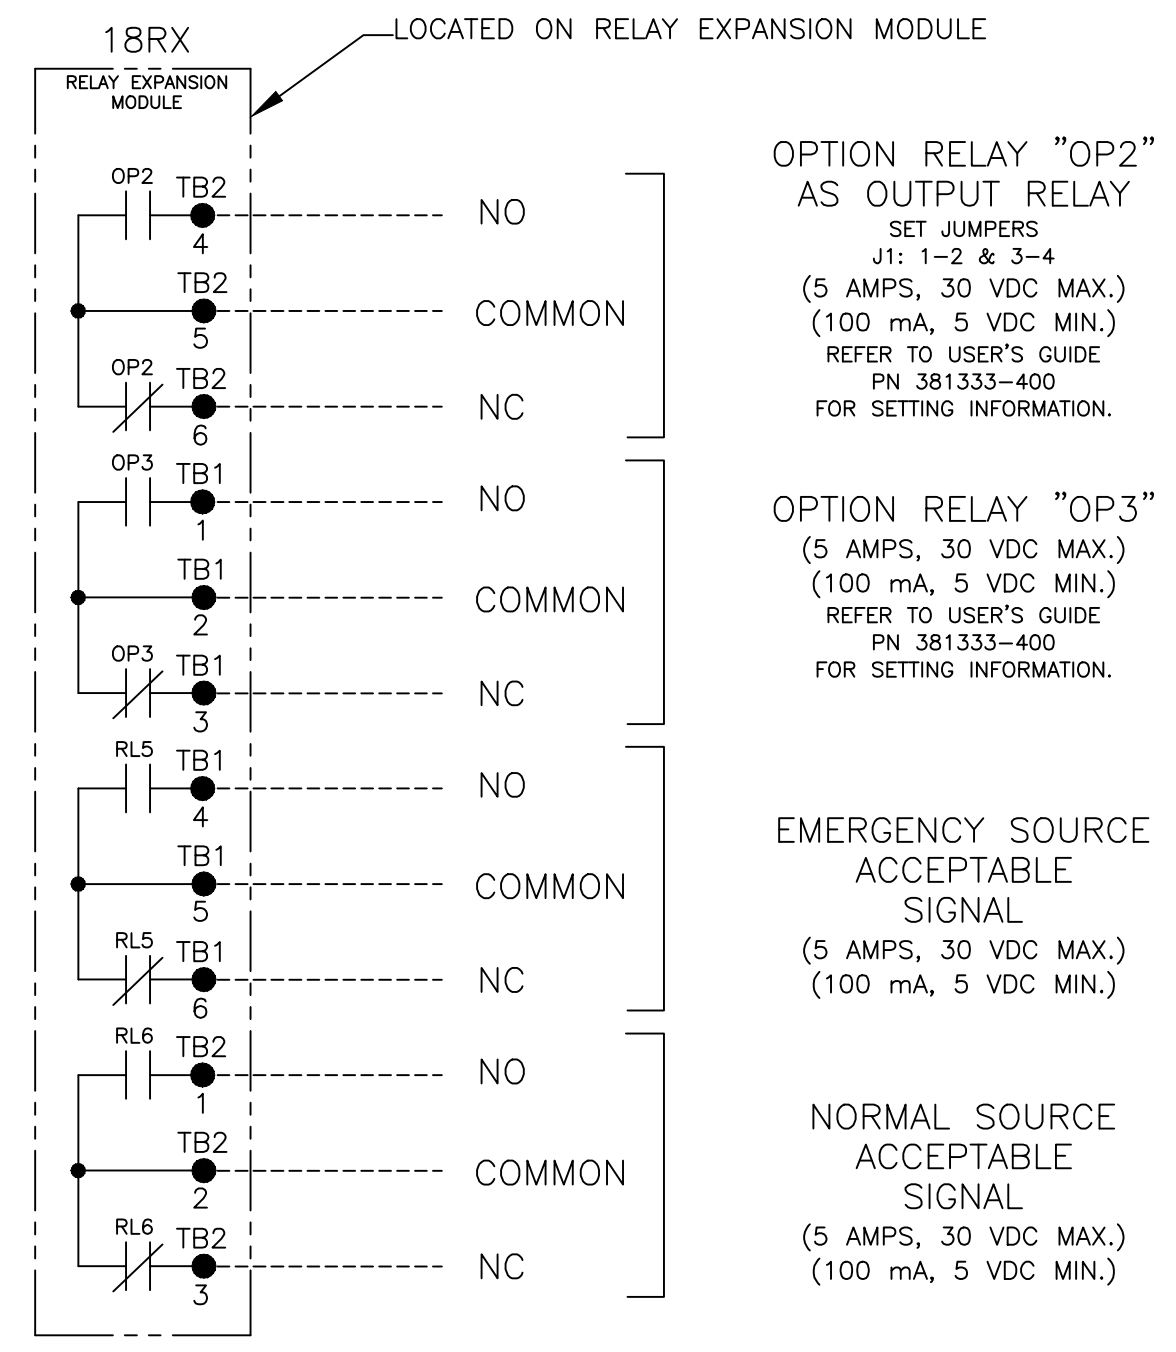 18RX
LOCATED ON RELAY EXPANSION MODULE
RELAY EXPANSION
MODULE
OP2
TB2
4
NO
TB2
5
COMMON
OP2
TB2
6
NC
OPTION RELAY "OP2"
AS OUTPUT RELAY
SET JUMPERS
J1: 1-2 & 3-4
(5 AMPS, 30 VDC MAX.)
(100 mA, 5 VDC MIN.)
REFER TO USER'S GUIDE
PN 381333-400
FOR SETTING INFORMATION.
OP3
TB1
1
NO
TB1
2
COMMON
OP3
TB1
3
NC
OPTION RELAY "OP3"
(5 AMPS, 30 VDC MAX.)
(100 mA, 5 VDC MIN.)
REFER TO USER'S GUIDE
PN 381333-400
FOR SETTING INFORMATION.
RL5
TB1
4
NO
TB1
5
COMMON
RL5
TB1
6
NC
EMERGENCY SOURCE
ACCEPTABLE
SIGNAL
(5 AMPS, 30 VDC MAX.)
(100 mA, 5 VDC MIN.)
RL6
TB2
1
NO
TB2
2
COMMON
RL6
TB2
3
NC
NORMAL SOURCE
ACCEPTABLE
SIGNAL
(5 AMPS, 30 VDC MAX.)
(100 mA, 5 VDC MIN.)